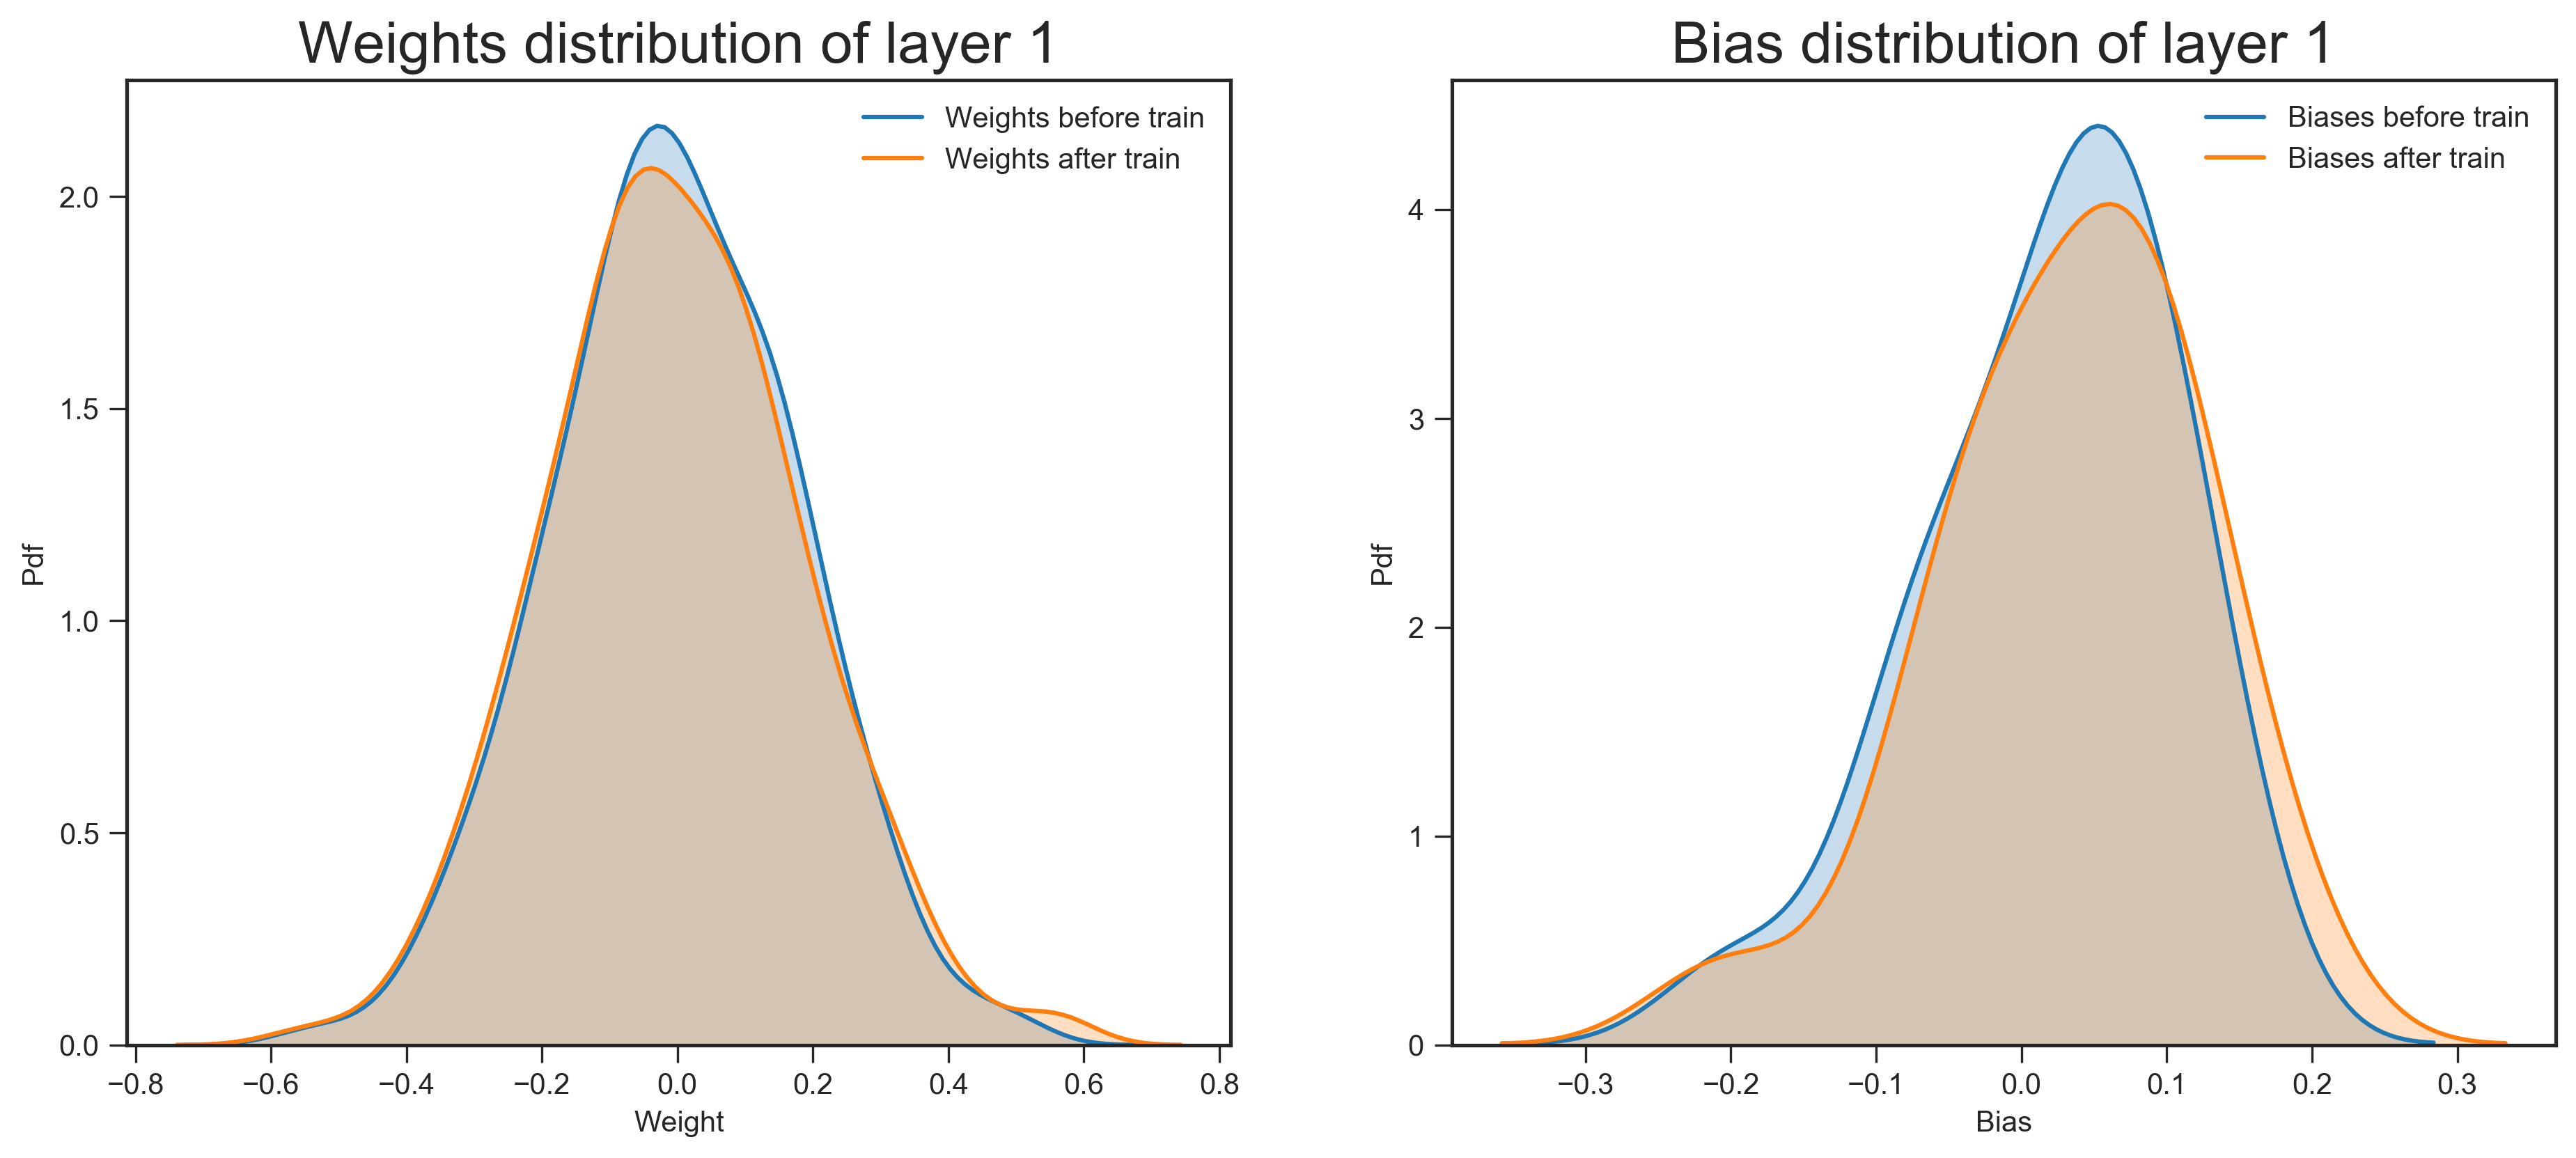 Weights distribution of layer 1
Weights before train
Weights after train
2.0
1.5
1.0
0.5
0.0
Pdf
−0.8 −0.6 −0.4 −0.2 0.0 0.2 0.4 0.6 0.8
Weight
Bias distribution of layer 1
Biases before train
Biases after train
4
3
2
1
0
Pdf
−0.3 −0.2 −0.1 0.0 0.1 0.2 0.3
Bias